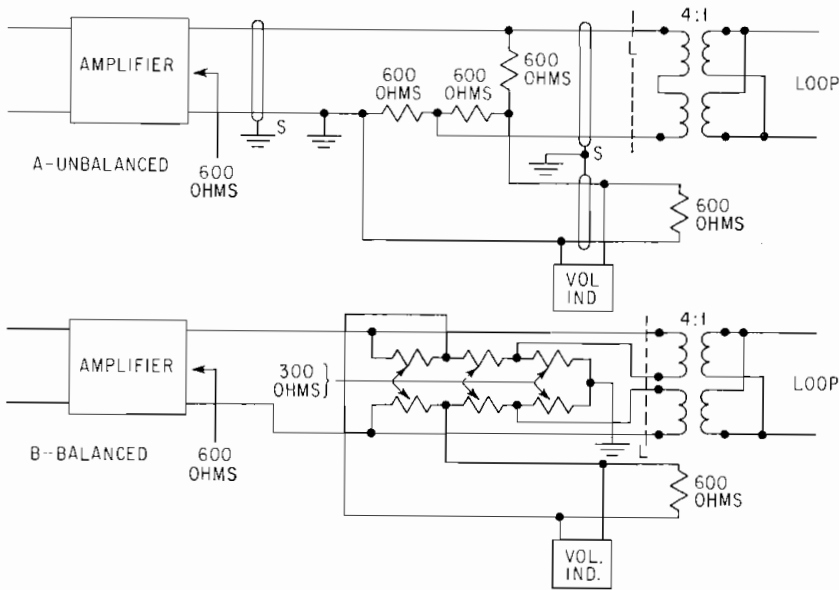 4:1
AMPLIFIER
600
OHMS
600
OHMS
600
OHMS
L
LOOP
S
A-UNBALANCED
600
OHMS
S
600
OHMS
VOL
IND
4:1
AMPLIFIER
300
OHMS
LOOP
B--BALANCED
600
OHMS
L
600
OHMS
VOL.
IND.